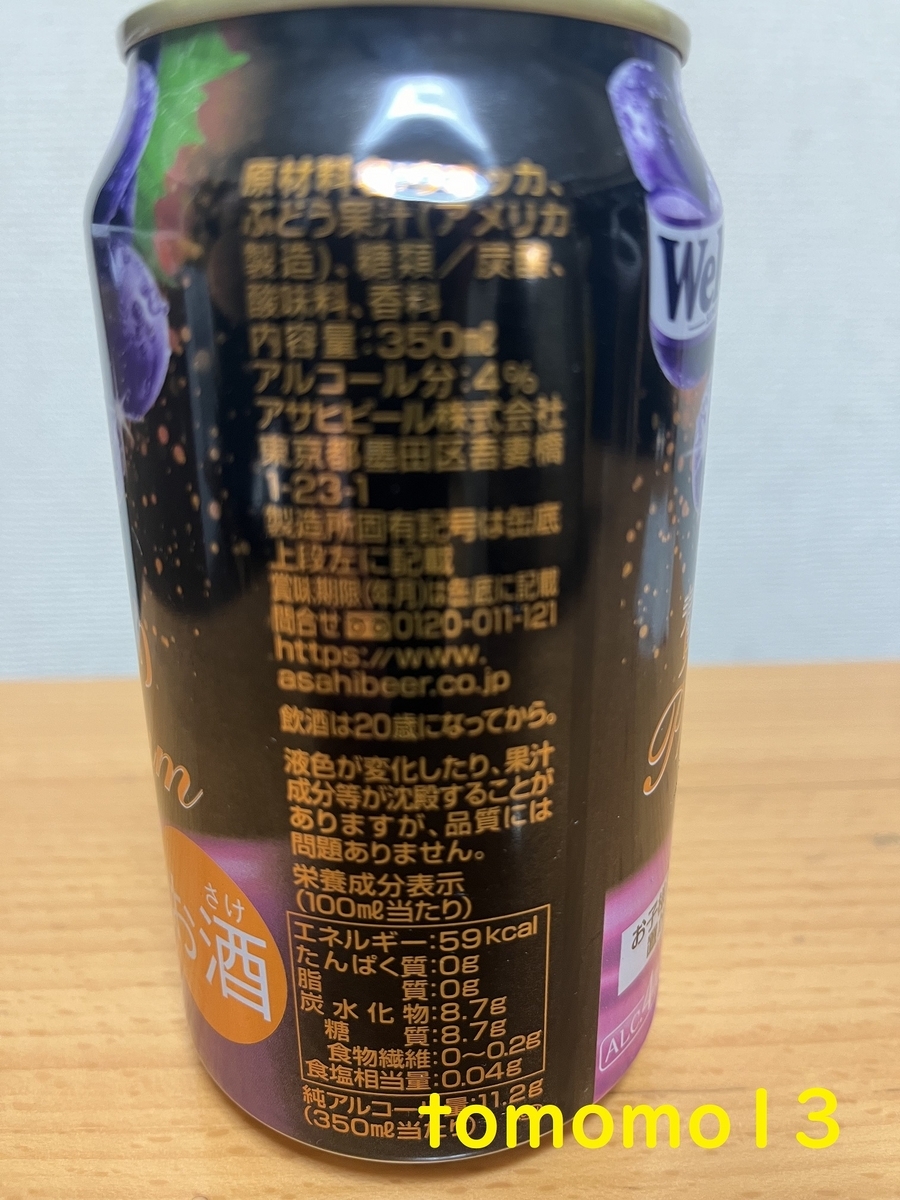 原材料名:ウオッカ、
ぶどう果汁(アメリカ
製造)、糖類/炭酸、
酸味料、香料
内容量:350㎖
アルコール分:4%
アサヒビール株式会社
東京都墨田区吾妻橋
1-23-1
製造所固有記号は缶底
上段左に記載
賞味期限(年月)は缶底に記載
問合せ 0120-011-121
https://www.
asahibeer.co.jp
飲酒は20歳になってから。
液色が変化したり、果汁
成分等が沈殿することが
ありますが、品質には
問題ありません。
栄養成分表示
(100㎖当たり)
エネルギー:59kcal
たんぱく質:0g
脂質:0g
炭水化物:8.7g
糖質:8.7g
食物繊維:0~0.2g
食塩相当量:0.04g
純アルコール量:11.2g
(350㎖当たり)
さけ
お酒
m
Wel
ALC.
tomomo13